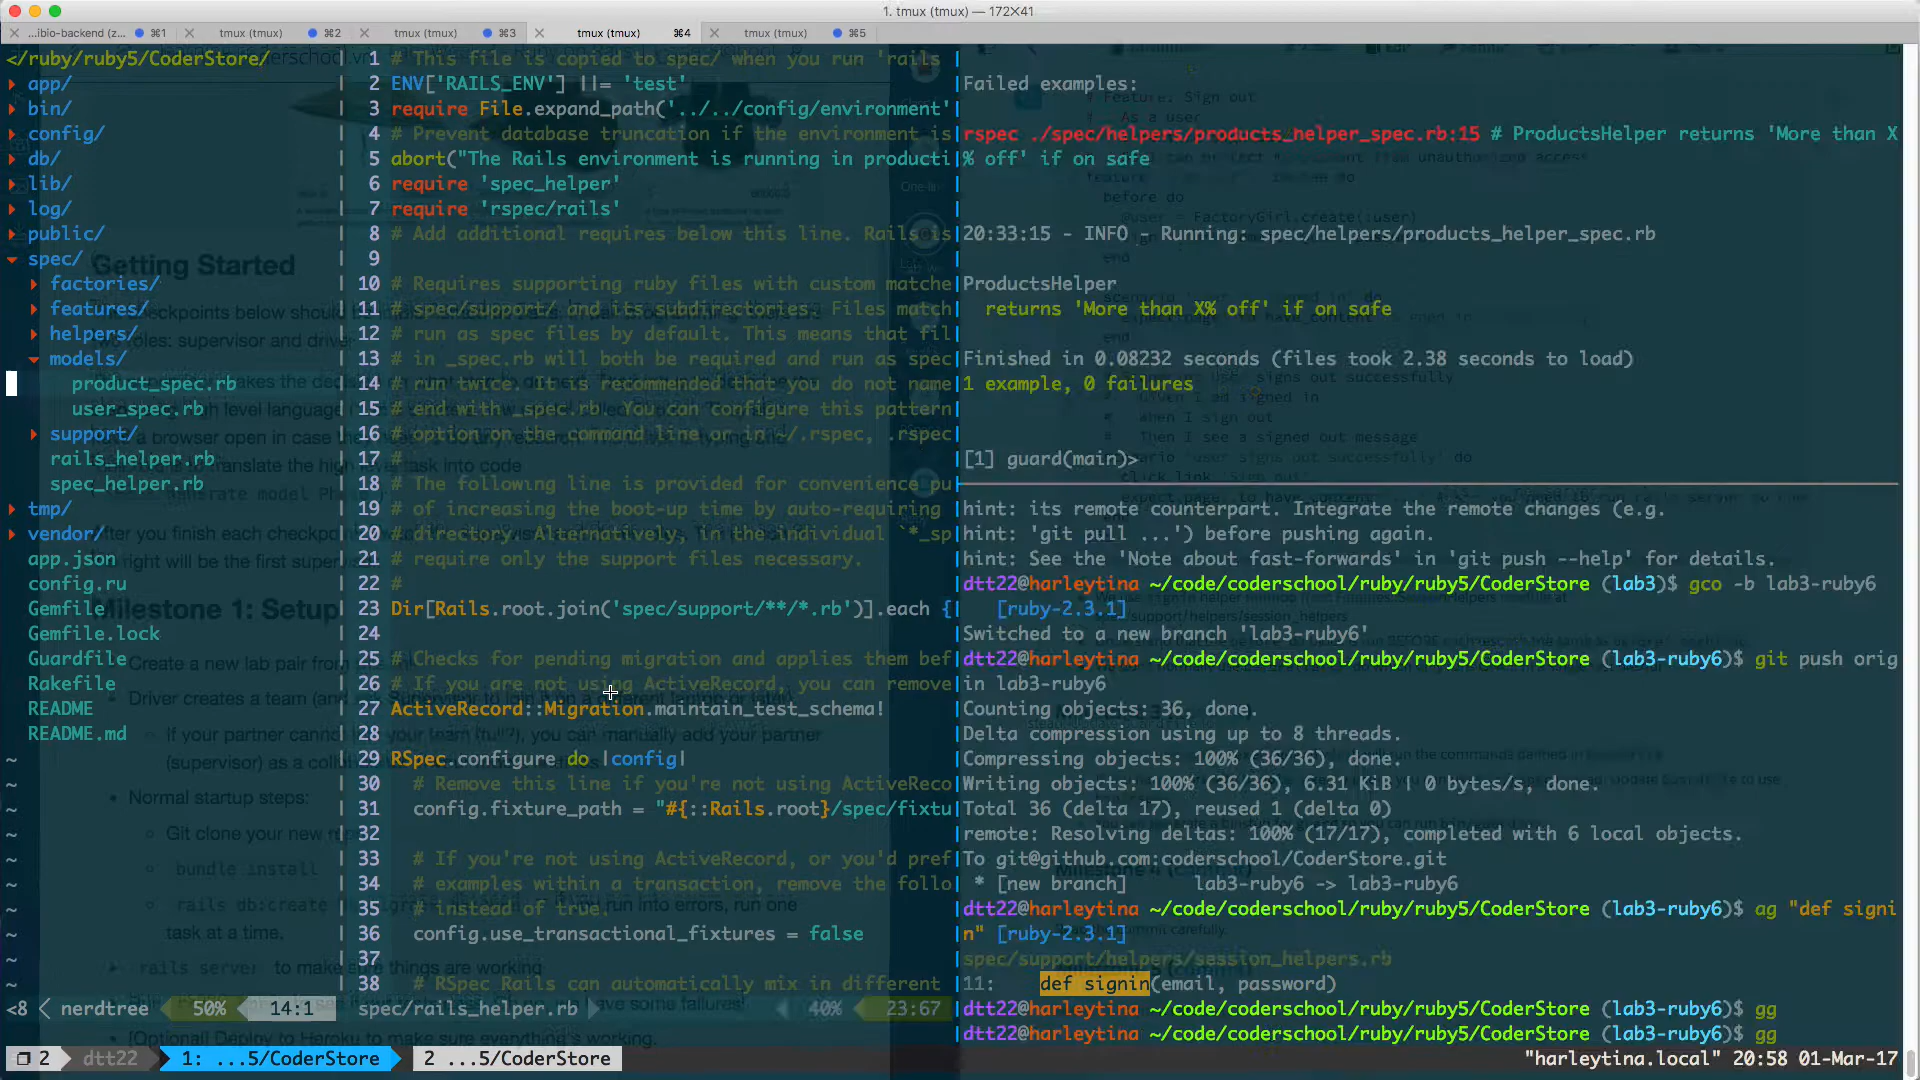 1. tmux (tmux) — 172×41
...ibio-backend (z... ⌘1
tmux (tmux) ⌘2
tmux (tmux) ⌘3
tmux (tmux) ⌘4
tmux (tmux) ⌘5
</ruby/ruby5/CoderStore/
app/
bin/
config/
db/
lib/
log/
public/
spec/
factories/
features/
helpers/
models/
product_spec.rb
user_spec.rb
support/
rails_helper.rb
spec_helper.rb
tmp/
vendor/
app.json
config.ru
Gemfile
Gemfile.lock
Guardfile
Rakefile
README
README.md
<8 nerdtree 50% 14:1
1 # This file is copied to spec/ when you run 'rails
2 ENV['RAILS_ENV'] ||= 'test'
3 require File.expand_path('../../config/environment'
4 # Prevent database truncation if the environment is
5 abort("The Rails environment is running in producti
6 require 'spec_helper'
7 require 'rspec/rails'
8 # Add additional requires below this line. Rails is
9
10 # Requires supporting ruby files with custom matche
11 # spec/support/ and its subdirectories. Files match
12 # run as spec files by default. This means that fil
13 # in _spec.rb will both be required and run as spec
14 # run twice. It is recommended that you do not name
15 # end with _spec.rb. You can configure this pattern
16 # option on the command line or in ~/.rspec, .rspec
17 #
18 # The following line is provided for convenience pu
19 # of increasing the boot-up time by auto-requiring
20 # directory. Alternatively, in the individual `*_sp
21 # require only the support files necessary.
22 #
23 Dir[Rails.root.join('spec/support/**/*.rb')].each {
24
25 # Checks for pending migration and applies them bef
26 # If you are not using ActiveRecord, you can remove
27 ActiveRecord::Migration.maintain_test_schema!
28
29 RSpec.configure do |config|
30 # Remove this line if you're not using ActiveReco
31 config.fixture_path = "#{::Rails.root}/spec/fixtu
32
33 # If you're not using ActiveRecord, or you'd pref
34 # examples within a transaction, remove the follo
35 # instead of true.
36 config.use_transactional_fixtures = false
37
38 # RSpec Rails can automatically mix in different
spec/rails_helper.rb 40% 23:67
Failed examples:
rspec ./spec/helpers/products_helper_spec.rb:15 # ProductsHelper returns 'More than X
% off' if on safe
20:33:15 - INFO - Running: spec/helpers/products_helper_spec.rb
ProductsHelper
returns 'More than X% off' if on safe
Finished in 0.08232 seconds (files took 2.38 seconds to load)
1 example, 0 failures
[1] guard(main)>
hint: its remote counterpart. Integrate the remote changes (e.g.
hint: 'git pull ...') before pushing again.
hint: See the 'Note about fast-forwards' in 'git push --help' for details.
dtt22@harleytina ~/code/coderschool/ruby/ruby5/CoderStore (lab3)$ gco -b lab3-ruby6
[ruby-2.3.1]
Switched to a new branch 'lab3-ruby6'
dtt22@harleytina ~/code/coderschool/ruby/ruby5/CoderStore (lab3-ruby6)$ git push orig
in lab3-ruby6
Counting objects: 36, done.
Delta compression using up to 8 threads.
Compressing objects: 100% (36/36), done.
Writing objects: 100% (36/36), 6.31 KiB | 0 bytes/s, done.
Total 36 (delta 17), reused 1 (delta 0)
remote: Resolving deltas: 100% (17/17), completed with 6 local objects.
To git@github.com:coderschool/CoderStore.git
* [new branch] lab3-ruby6 -> lab3-ruby6
dtt22@harleytina ~/code/coderschool/ruby/ruby5/CoderStore (lab3-ruby6)$ ag "def signi
n" [ruby-2.3.1]
spec/support/helpers/session_helpers.rb
11: def signin(email, password)
dtt22@harleytina ~/code/coderschool/ruby/ruby5/CoderStore (lab3-ruby6)$ gg
dtt22@harleytina ~/code/coderschool/ruby/ruby5/CoderStore (lab3-ruby6)$ gg
2 dtt22 1: ...5/CoderStore 2 ...5/CoderStore
"harleytina.local" 20:58 01-Mar-17
Getting Started
Milestone 1: Setup
Normal startup steps:
bundle install